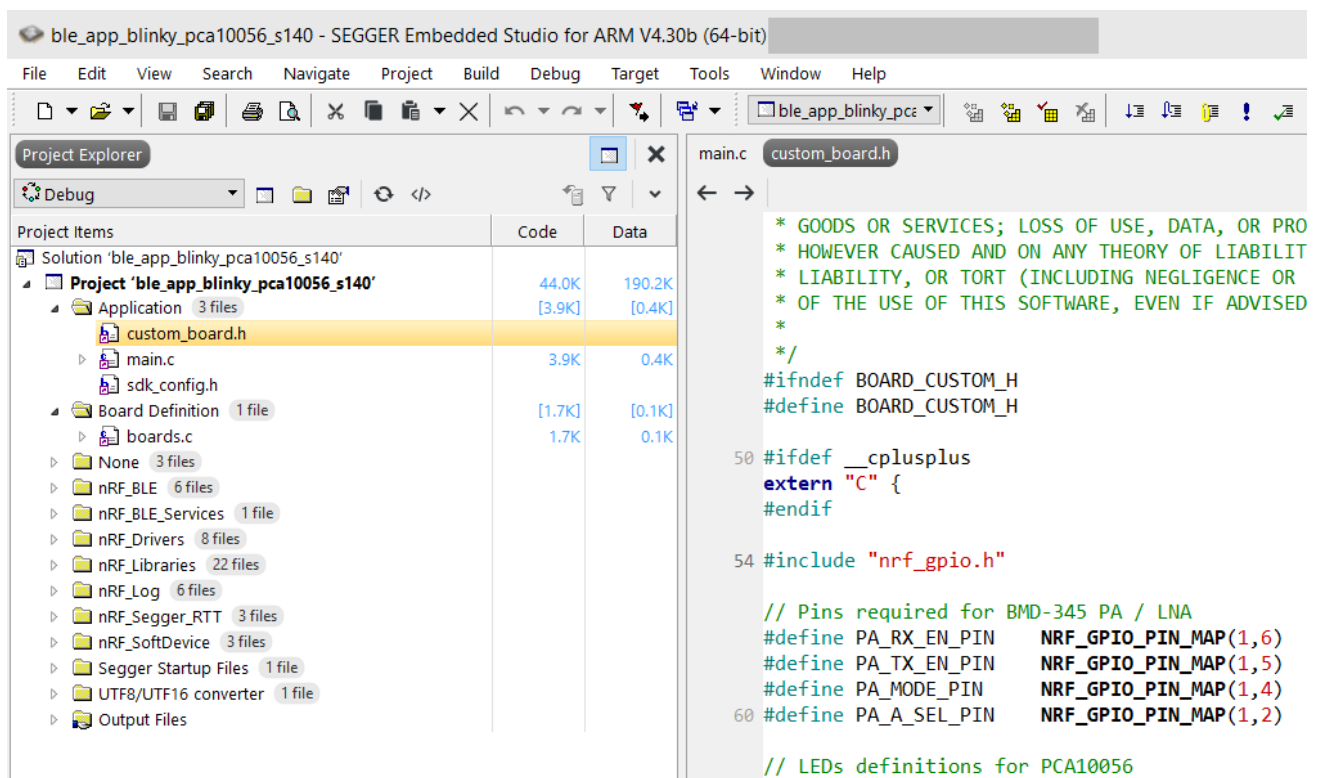 ble_app_blinky_pca10056_s140 - SEGGER Embedded Studio for ARM V4.30b (64-bit)
File Edit View Search Navigate Project Build Debug Target Tools Window Help
ble_app_blinky_pca
Project Explorer
Debug
Project Items Code Data
Solution 'ble_app_blinky_pca10056_s140'
Project 'ble_app_blinky_pca10056_s140' 44.0K 190.2K
Application 3 files [3.9K] [0.4K]
custom_board.h
main.c 3.9K 0.4K
sdk_config.h
Board Definition 1 file [1.7K] [0.1K]
boards.c 1.7K 0.1K
None 3 files
nRF_BLE 6 files
nRF_BLE_Services 1 file
nRF_Drivers 8 files
nRF_Libraries 22 files
nRF_Log 6 files
nRF_Segger_RTT 3 files
nRF_SoftDevice 3 files
Segger Startup Files 1 file
UTF8/UTF16 converter 1 file
Output Files
main.c custom_board.h
* GOODS OR SERVICES; LOSS OF USE, DATA, OR PRO
* HOWEVER CAUSED AND ON ANY THEORY OF LIABILIT
* LIABILITY, OR TORT (INCLUDING NEGLIGENCE OR
* OF THE USE OF THIS SOFTWARE, EVEN IF ADVISED
*
*/
#ifndef BOARD_CUSTOM_H
#define BOARD_CUSTOM_H
50 #ifdef __cplusplus
extern "C" {
#endif
54 #include "nrf_gpio.h"
// Pins required for BMD-345 PA / LNA
#define PA_RX_EN_PIN NRF_GPIO_PIN_MAP(1,6)
#define PA_TX_EN_PIN NRF_GPIO_PIN_MAP(1,5)
#define PA_MODE_PIN NRF_GPIO_PIN_MAP(1,4)
60 #define PA_A_SEL_PIN NRF_GPIO_PIN_MAP(1,2)
// LEDs definitions for PCA10056